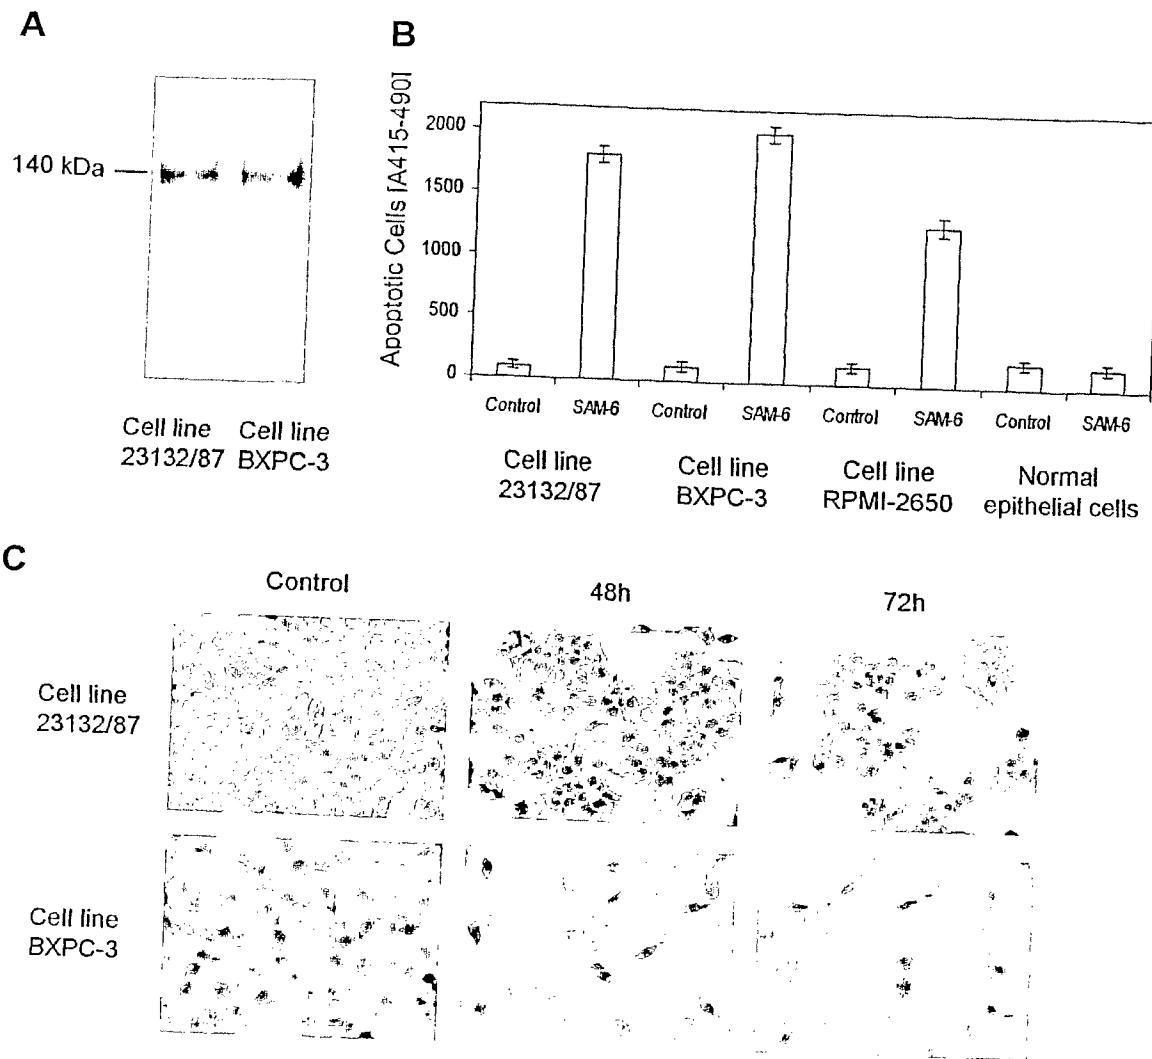 A
140 kDa
Cell line Cell line
23132/87 BXPC-3
B
Apoptotic Cells [A415-490]
2000
1500
1000
500
0
Control SAM-6 Control SAM-6 Control SAM-6 Control SAM-6
Cell line
23132/87
Cell line
BXPC-3
Cell line
RPMI-2650
Normal
epithelial cells
C
Control 48h 72h
Cell line
23132/87
Cell line
BXPC-3